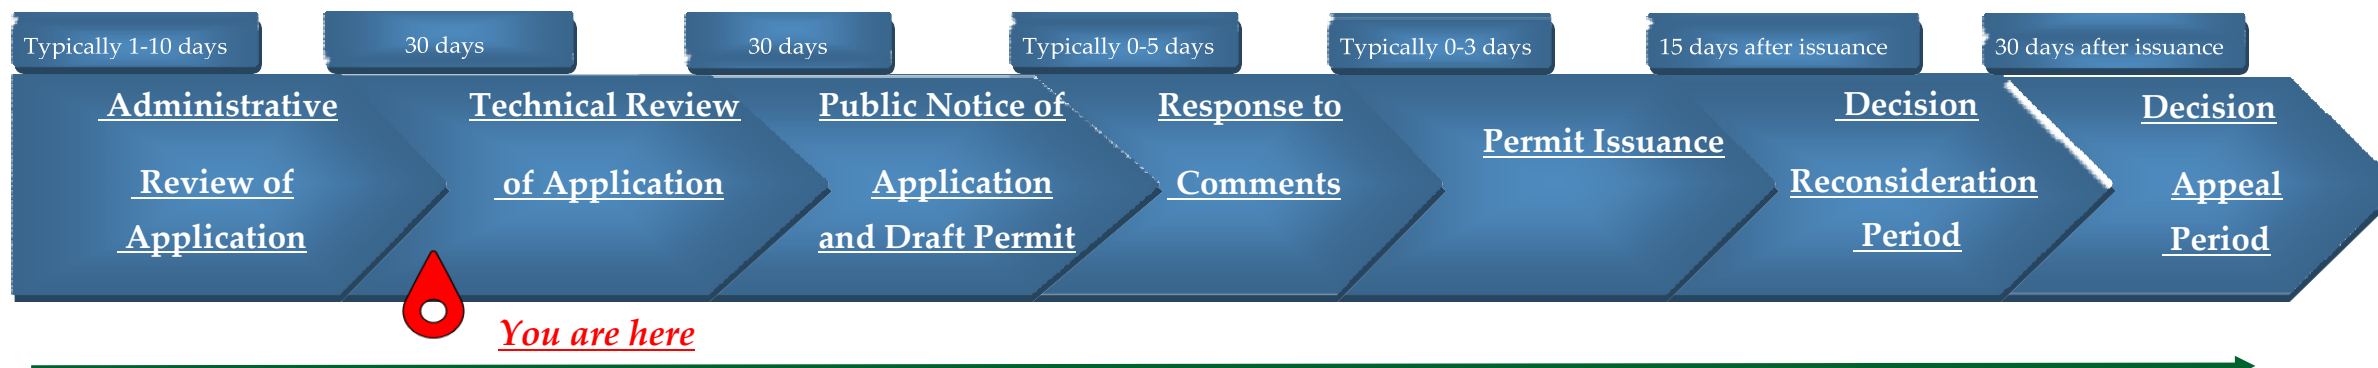 Typically 1-10 days
30 days
30 days
Typically 0-5 days
Typically 0-3 days
15 days after issuance
30 days after issuance
Administrative
Review of
Application
Technical Review
of Application
Public Notice of
Application
and Draft Permit
Response to
Comments
Permit Issuance
Decision
Reconsideration
Period
Decision
Appeal
Period
You are here